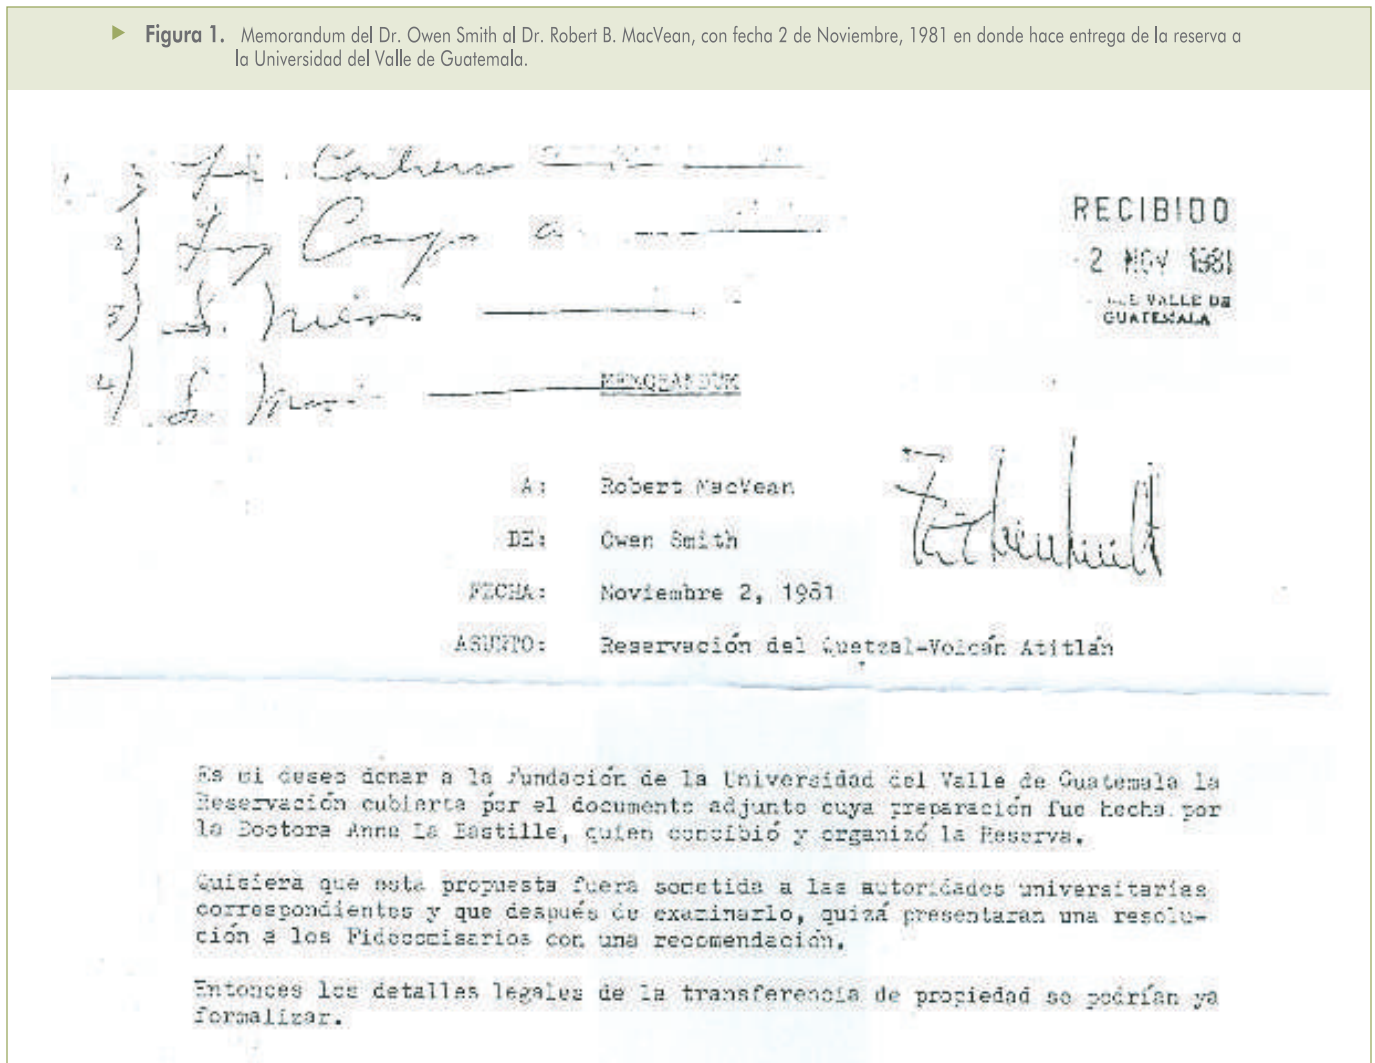 Figura 1. Memorandum del Dr. Owen Smith al Dr. Robert B. MacVean, con fecha 2 de Noviembre, 1981 en donde hace entrega de la reserva a
la Universidad del Valle de Guatemala.
2)
3) S.
4) S.
RECIBIDO
2 NOV 1981
VALLE DE
GUATEMALA
MEMORANDUM
A: Robert MacVean
DE: Owen Smith
FECHA: Noviembre 2, 1981
ASUNTO: Reservación del Quetzal-Volcán Atitlán
Es mi deseo donar a la Fundación de la Universidad del Valle de Guatemala la
Reservación cubierta por el documento adjunto cuya preparación fue hecha por
la Doctora Anne La Bastille, quien concibió y organizó la Reserva.
Quisiera que esta propuesta fuera sometida a las autoridades universitarias
correspondientes y que después de examinarlo, quizá presentaran una resolu-
ción a los Fideicomisarios con una recomendación.
Entonces los detalles legales de la transferencia de propiedad se podrían ya
formalizar.